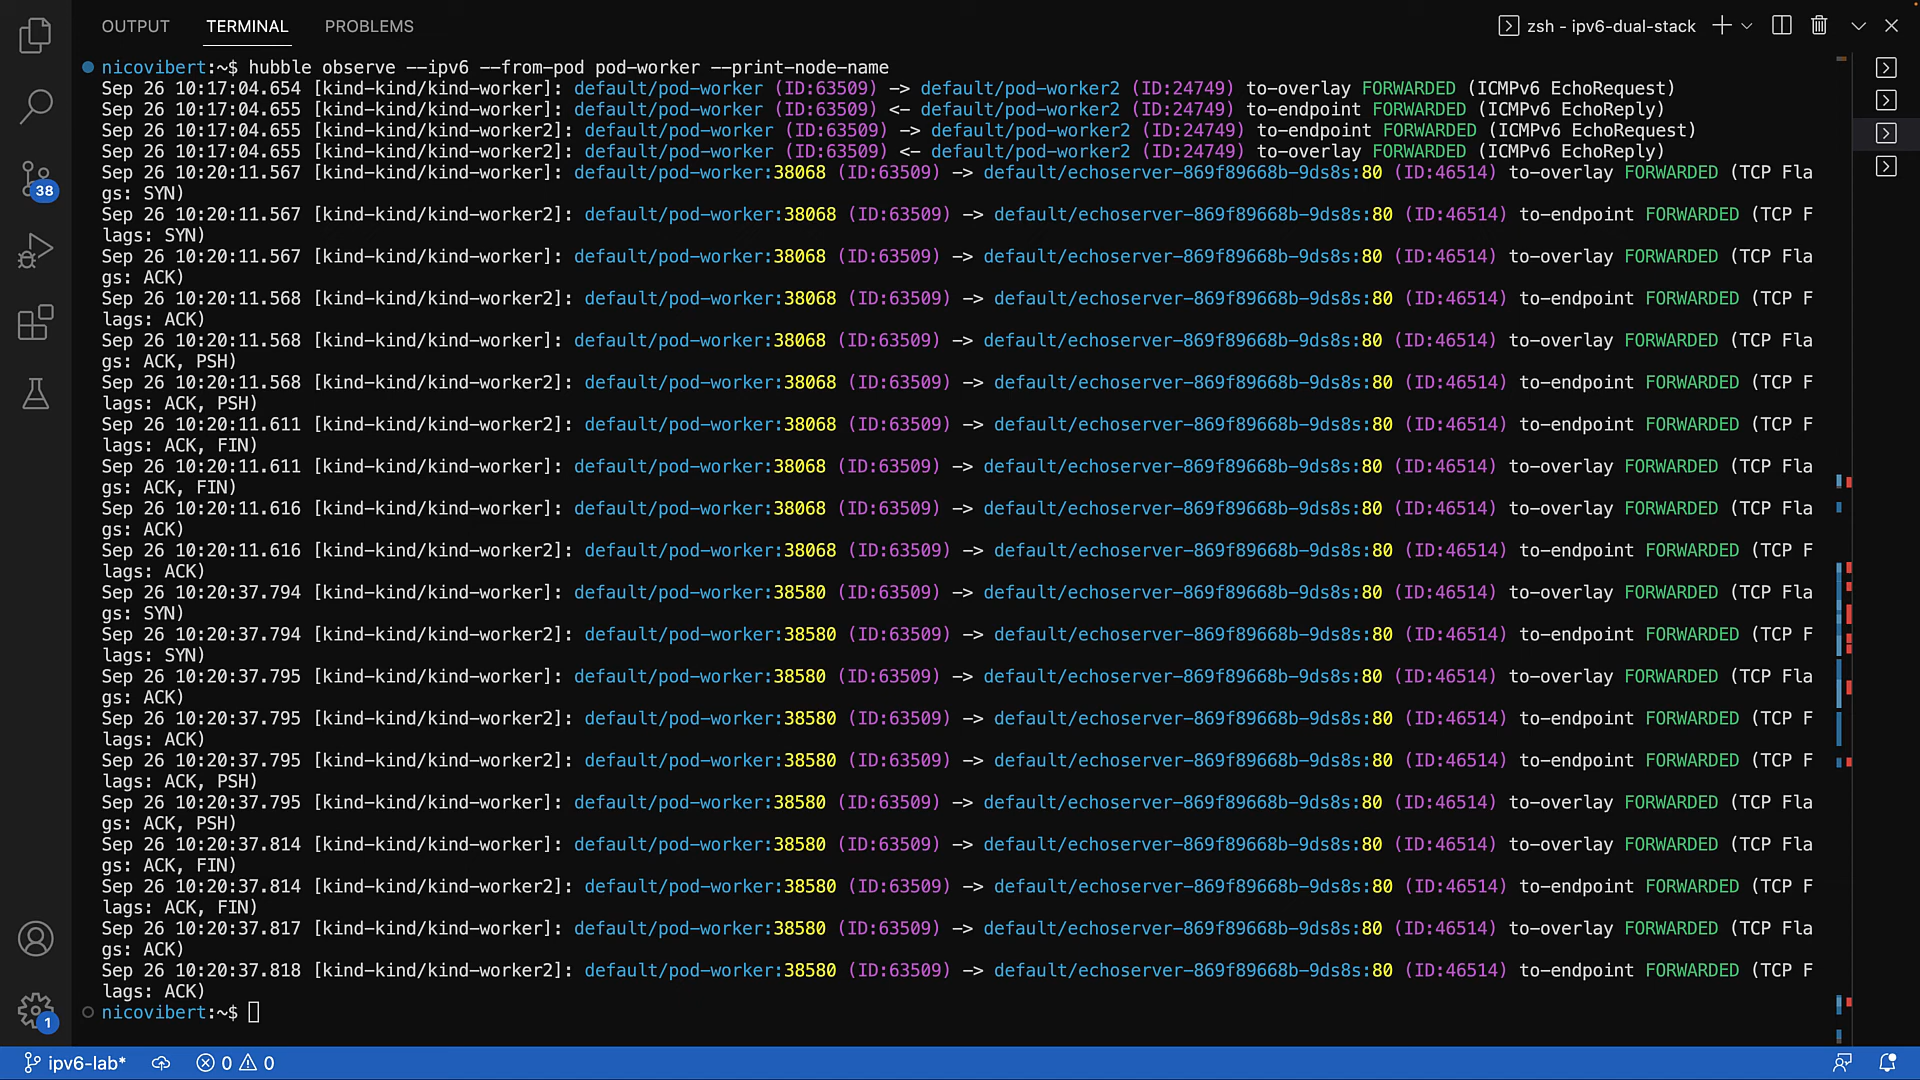 OUTPUT TERMINAL PROBLEMS zsh - ipv6-dual-stack
nicovibert:~$ hubble observe --ipv6 --from-pod pod-worker --print-node-name
Sep 26 10:17:04.654 [kind-kind/kind-worker]: default/pod-worker (ID:63509) -> default/pod-worker2 (ID:24749) to-overlay FORWARDED (ICMPv6 EchoRequest)
Sep 26 10:17:04.655 [kind-kind/kind-worker]: default/pod-worker (ID:63509) <- default/pod-worker2 (ID:24749) to-endpoint FORWARDED (ICMPv6 EchoReply)
Sep 26 10:17:04.655 [kind-kind/kind-worker2]: default/pod-worker (ID:63509) -> default/pod-worker2 (ID:24749) to-endpoint FORWARDED (ICMPv6 EchoRequest)
Sep 26 10:17:04.655 [kind-kind/kind-worker2]: default/pod-worker (ID:63509) <- default/pod-worker2 (ID:24749) to-overlay FORWARDED (ICMPv6 EchoReply)
Sep 26 10:20:11.567 [kind-kind/kind-worker]: default/pod-worker:38068 (ID:63509) -> default/echoserver-869f89668b-9ds8s:80 (ID:46514) to-overlay FORWARDED (TCP Fla
gs: SYN)
Sep 26 10:20:11.567 [kind-kind/kind-worker2]: default/pod-worker:38068 (ID:63509) -> default/echoserver-869f89668b-9ds8s:80 (ID:46514) to-endpoint FORWARDED (TCP F
lags: SYN)
Sep 26 10:20:11.567 [kind-kind/kind-worker]: default/pod-worker:38068 (ID:63509) -> default/echoserver-869f89668b-9ds8s:80 (ID:46514) to-overlay FORWARDED (TCP Fla
gs: ACK)
Sep 26 10:20:11.568 [kind-kind/kind-worker2]: default/pod-worker:38068 (ID:63509) -> default/echoserver-869f89668b-9ds8s:80 (ID:46514) to-endpoint FORWARDED (TCP F
lags: ACK)
Sep 26 10:20:11.568 [kind-kind/kind-worker]: default/pod-worker:38068 (ID:63509) -> default/echoserver-869f89668b-9ds8s:80 (ID:46514) to-overlay FORWARDED (TCP Fla
gs: ACK, PSH)
Sep 26 10:20:11.568 [kind-kind/kind-worker2]: default/pod-worker:38068 (ID:63509) -> default/echoserver-869f89668b-9ds8s:80 (ID:46514) to-endpoint FORWARDED (TCP F
lags: ACK, PSH)
Sep 26 10:20:11.611 [kind-kind/kind-worker2]: default/pod-worker:38068 (ID:63509) -> default/echoserver-869f89668b-9ds8s:80 (ID:46514) to-endpoint FORWARDED (TCP F
lags: ACK, FIN)
Sep 26 10:20:11.611 [kind-kind/kind-worker]: default/pod-worker:38068 (ID:63509) -> default/echoserver-869f89668b-9ds8s:80 (ID:46514) to-overlay FORWARDED (TCP Fla
gs: ACK, FIN)
Sep 26 10:20:11.616 [kind-kind/kind-worker]: default/pod-worker:38068 (ID:63509) -> default/echoserver-869f89668b-9ds8s:80 (ID:46514) to-overlay FORWARDED (TCP Fla
gs: ACK)
Sep 26 10:20:11.616 [kind-kind/kind-worker2]: default/pod-worker:38068 (ID:63509) -> default/echoserver-869f89668b-9ds8s:80 (ID:46514) to-endpoint FORWARDED (TCP F
lags: ACK)
Sep 26 10:20:37.794 [kind-kind/kind-worker]: default/pod-worker:38580 (ID:63509) -> default/echoserver-869f89668b-9ds8s:80 (ID:46514) to-overlay FORWARDED (TCP Fla
gs: SYN)
Sep 26 10:20:37.794 [kind-kind/kind-worker2]: default/pod-worker:38580 (ID:63509) -> default/echoserver-869f89668b-9ds8s:80 (ID:46514) to-endpoint FORWARDED (TCP F
lags: SYN)
Sep 26 10:20:37.795 [kind-kind/kind-worker]: default/pod-worker:38580 (ID:63509) -> default/echoserver-869f89668b-9ds8s:80 (ID:46514) to-overlay FORWARDED (TCP Fla
gs: ACK)
Sep 26 10:20:37.795 [kind-kind/kind-worker2]: default/pod-worker:38580 (ID:63509) -> default/echoserver-869f89668b-9ds8s:80 (ID:46514) to-endpoint FORWARDED (TCP F
lags: ACK)
Sep 26 10:20:37.795 [kind-kind/kind-worker2]: default/pod-worker:38580 (ID:63509) -> default/echoserver-869f89668b-9ds8s:80 (ID:46514) to-endpoint FORWARDED (TCP F
lags: ACK, PSH)
Sep 26 10:20:37.795 [kind-kind/kind-worker]: default/pod-worker:38580 (ID:63509) -> default/echoserver-869f89668b-9ds8s:80 (ID:46514) to-overlay FORWARDED (TCP Fla
gs: ACK, PSH)
Sep 26 10:20:37.814 [kind-kind/kind-worker]: default/pod-worker:38580 (ID:63509) -> default/echoserver-869f89668b-9ds8s:80 (ID:46514) to-overlay FORWARDED (TCP Fla
gs: ACK, FIN)
Sep 26 10:20:37.814 [kind-kind/kind-worker2]: default/pod-worker:38580 (ID:63509) -> default/echoserver-869f89668b-9ds8s:80 (ID:46514) to-endpoint FORWARDED (TCP F
lags: ACK, FIN)
Sep 26 10:20:37.817 [kind-kind/kind-worker]: default/pod-worker:38580 (ID:63509) -> default/echoserver-869f89668b-9ds8s:80 (ID:46514) to-overlay FORWARDED (TCP Fla
gs: ACK)
Sep 26 10:20:37.818 [kind-kind/kind-worker2]: default/pod-worker:38580 (ID:63509) -> default/echoserver-869f89668b-9ds8s:80 (ID:46514) to-endpoint FORWARDED (TCP F
lags: ACK)
nicovibert:~$
38
1
ipv6-lab* 0 0